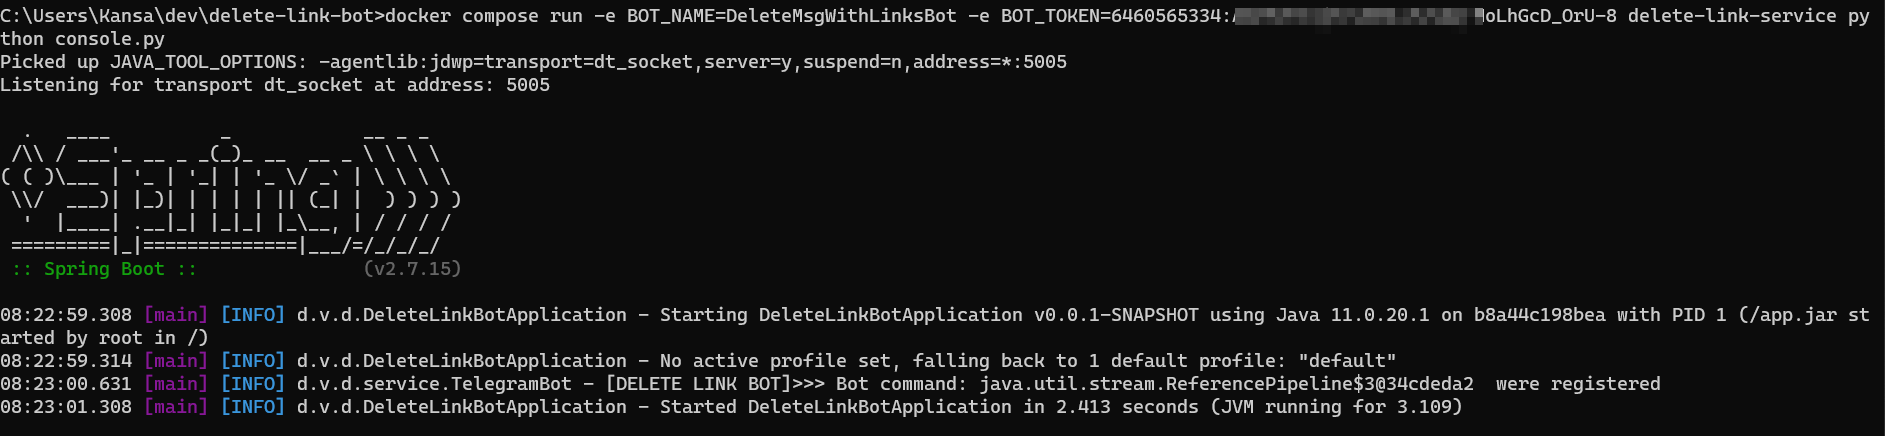 C:\Users\Kansa\dev\delete-link-bot>docker compose run -e BOT_NAME=DeleteMsgWithLinksBot -e BOT_TOKEN=6460565334: oLhGcD_OrU-8 delete-link-service py
thon console.py
Picked up JAVA_TOOL_OPTIONS: -agentlib:jdwp=transport=dt_socket,server=y,suspend=n,address=*:5005
Listening for transport dt_socket at address: 5005
  .   ____          _            __ _ _
 /\\ / ___'_ __ _ _(_)_ __  __ _ \ \ \ \
( ( )\___ | '_ | '_| | '_ \/ _` | \ \ \ \
 \\/  ___)| |_)| | | | | || (_| |  ) ) ) )
  '  |____| .__|_| |_|_| |_\__, | / / / /
 =========|_|==============|___/=/_/_/_/
 :: Spring Boot ::               (v2.7.15)
08:22:59.308 [main] [INFO] d.v.d.DeleteLinkBotApplication - Starting DeleteLinkBotApplication v0.0.1-SNAPSHOT using Java 11.0.20.1 on b8a44c198bea with PID 1 (/app.jar st
arted by root in /)
08:22:59.314 [main] [INFO] d.v.d.DeleteLinkBotApplication - No active profile set, falling back to 1 default profile: "default"
08:23:00.631 [main] [INFO] d.v.d.service.TelegramBot - [DELETE LINK BOT]>>> Bot command: java.util.stream.ReferencePipeline$3@34cdeda2  were registered
08:23:01.308 [main] [INFO] d.v.d.DeleteLinkBotApplication - Started DeleteLinkBotApplication in 2.413 seconds (JVM running for 3.109)